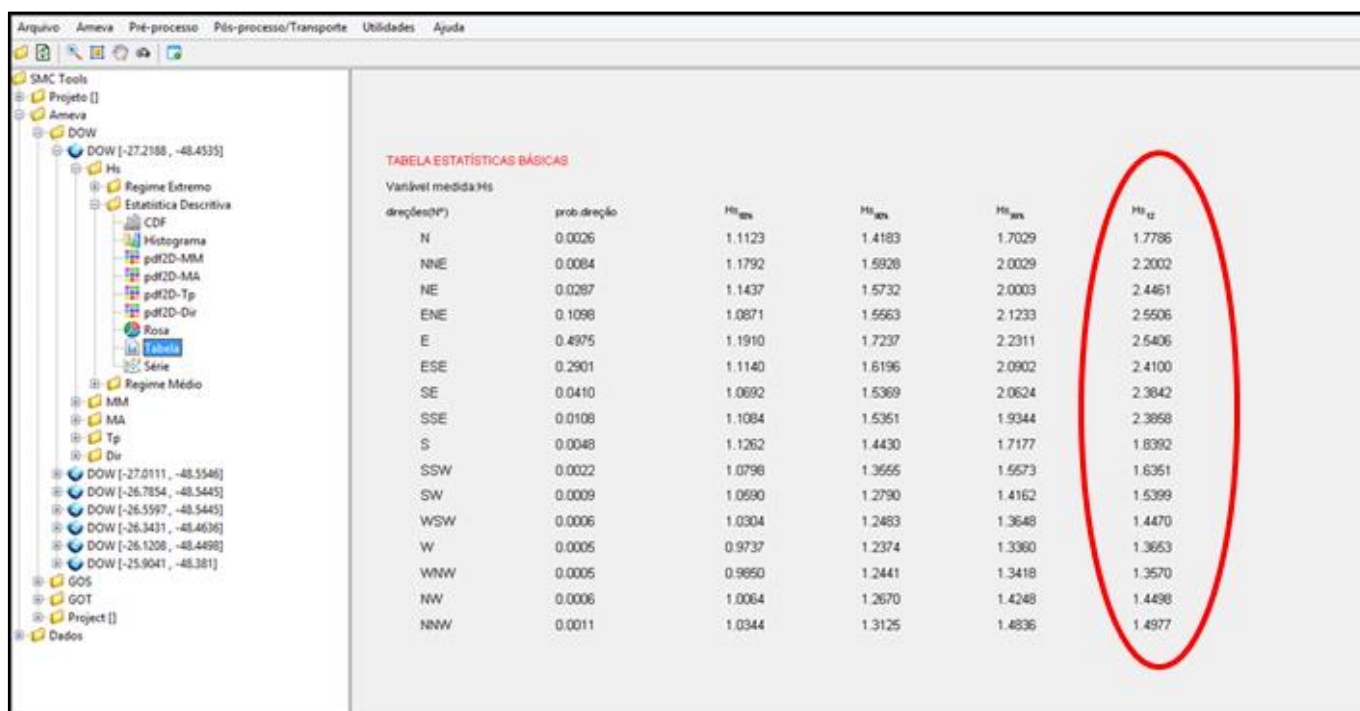 Arquivo Ameva Pré-processo Pós-processo/Transporte Utilidades Ajuda
SMC Tools
Projeto []
Ameva
DOW
DOW [-27.2188 , -48.4535]
Hs
Regime Extremo
Estatística Descritiva
CDF
Histograma
pdf2D-MM
pdf2D-MA
pdf2D-Tp
pdf2D-Dir
Rosa
Tabela
Série
Regime Médio
MM
MA
Tp
Dir
DOW [-27.0111 , -48.5546]
DOW [-26.7854 , -48.5445]
DOW [-26.5597 , -48.5445]
DOW [-26.3431 , -48.4636]
DOW [-26.1208 , -48.4498]
DOW [-25.9041 , -48.381]
GOS
GOT
Project []
Dados
TABELA ESTATÍSTICAS BÁSICAS
Variável medida:Hs
direções(Nº) prob.direção Hs Hs Hs Hs 12
N 0.0026 1.1123 1.4183 1.7029 1.7786
NNE 0.0084 1.1792 1.5928 2.0029 2.2002
NE 0.0287 1.1437 1.5732 2.0003 2.4461
ENE 0.1098 1.0871 1.5563 2.1233 2.5506
E 0.4975 1.1910 1.7237 2.2311 2.5406
ESE 0.2901 1.1140 1.6196 2.0902 2.4100
SE 0.0410 1.0692 1.5369 2.0624 2.3842
SSE 0.0108 1.1084 1.5351 1.9344 2.3858
S 0.0048 1.1262 1.4430 1.7177 1.8392
SSW 0.0022 1.0798 1.3555 1.5573 1.6351
SW 0.0009 1.0590 1.2790 1.4162 1.5399
WSW 0.0006 1.0304 1.2483 1.3648 1.4470
W 0.0005 0.9737 1.2374 1.3360 1.3653
WNW 0.0005 0.9850 1.2441 1.3418 1.3570
NW 0.0006 1.0064 1.2670 1.4248 1.4498
NNW 0.0011 1.0344 1.3125 1.4836 1.4977